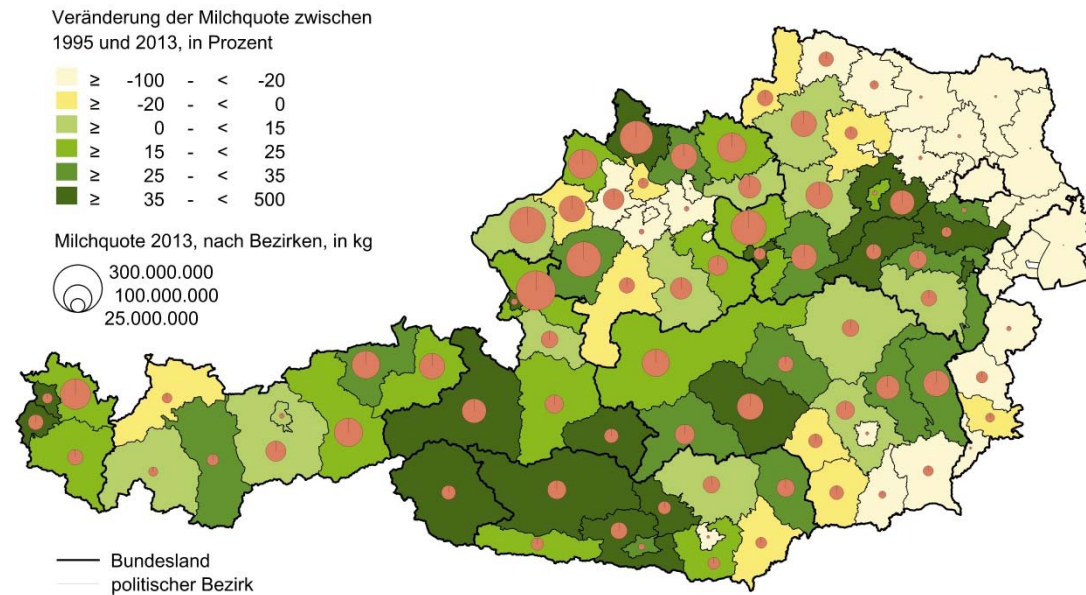 Veränderung der Milchquote zwischen
1995 und 2013, in Prozent
≥ -100 - < -20
≥ -20 - < 0
≥ 0 - < 15
≥ 15 - < 25
≥ 25 - < 35
≥ 35 - < 500
Milchquote 2013, nach Bezirken, in kg
300.000.000
100.000.000
25.000.000
Bundesland
politischer Bezirk